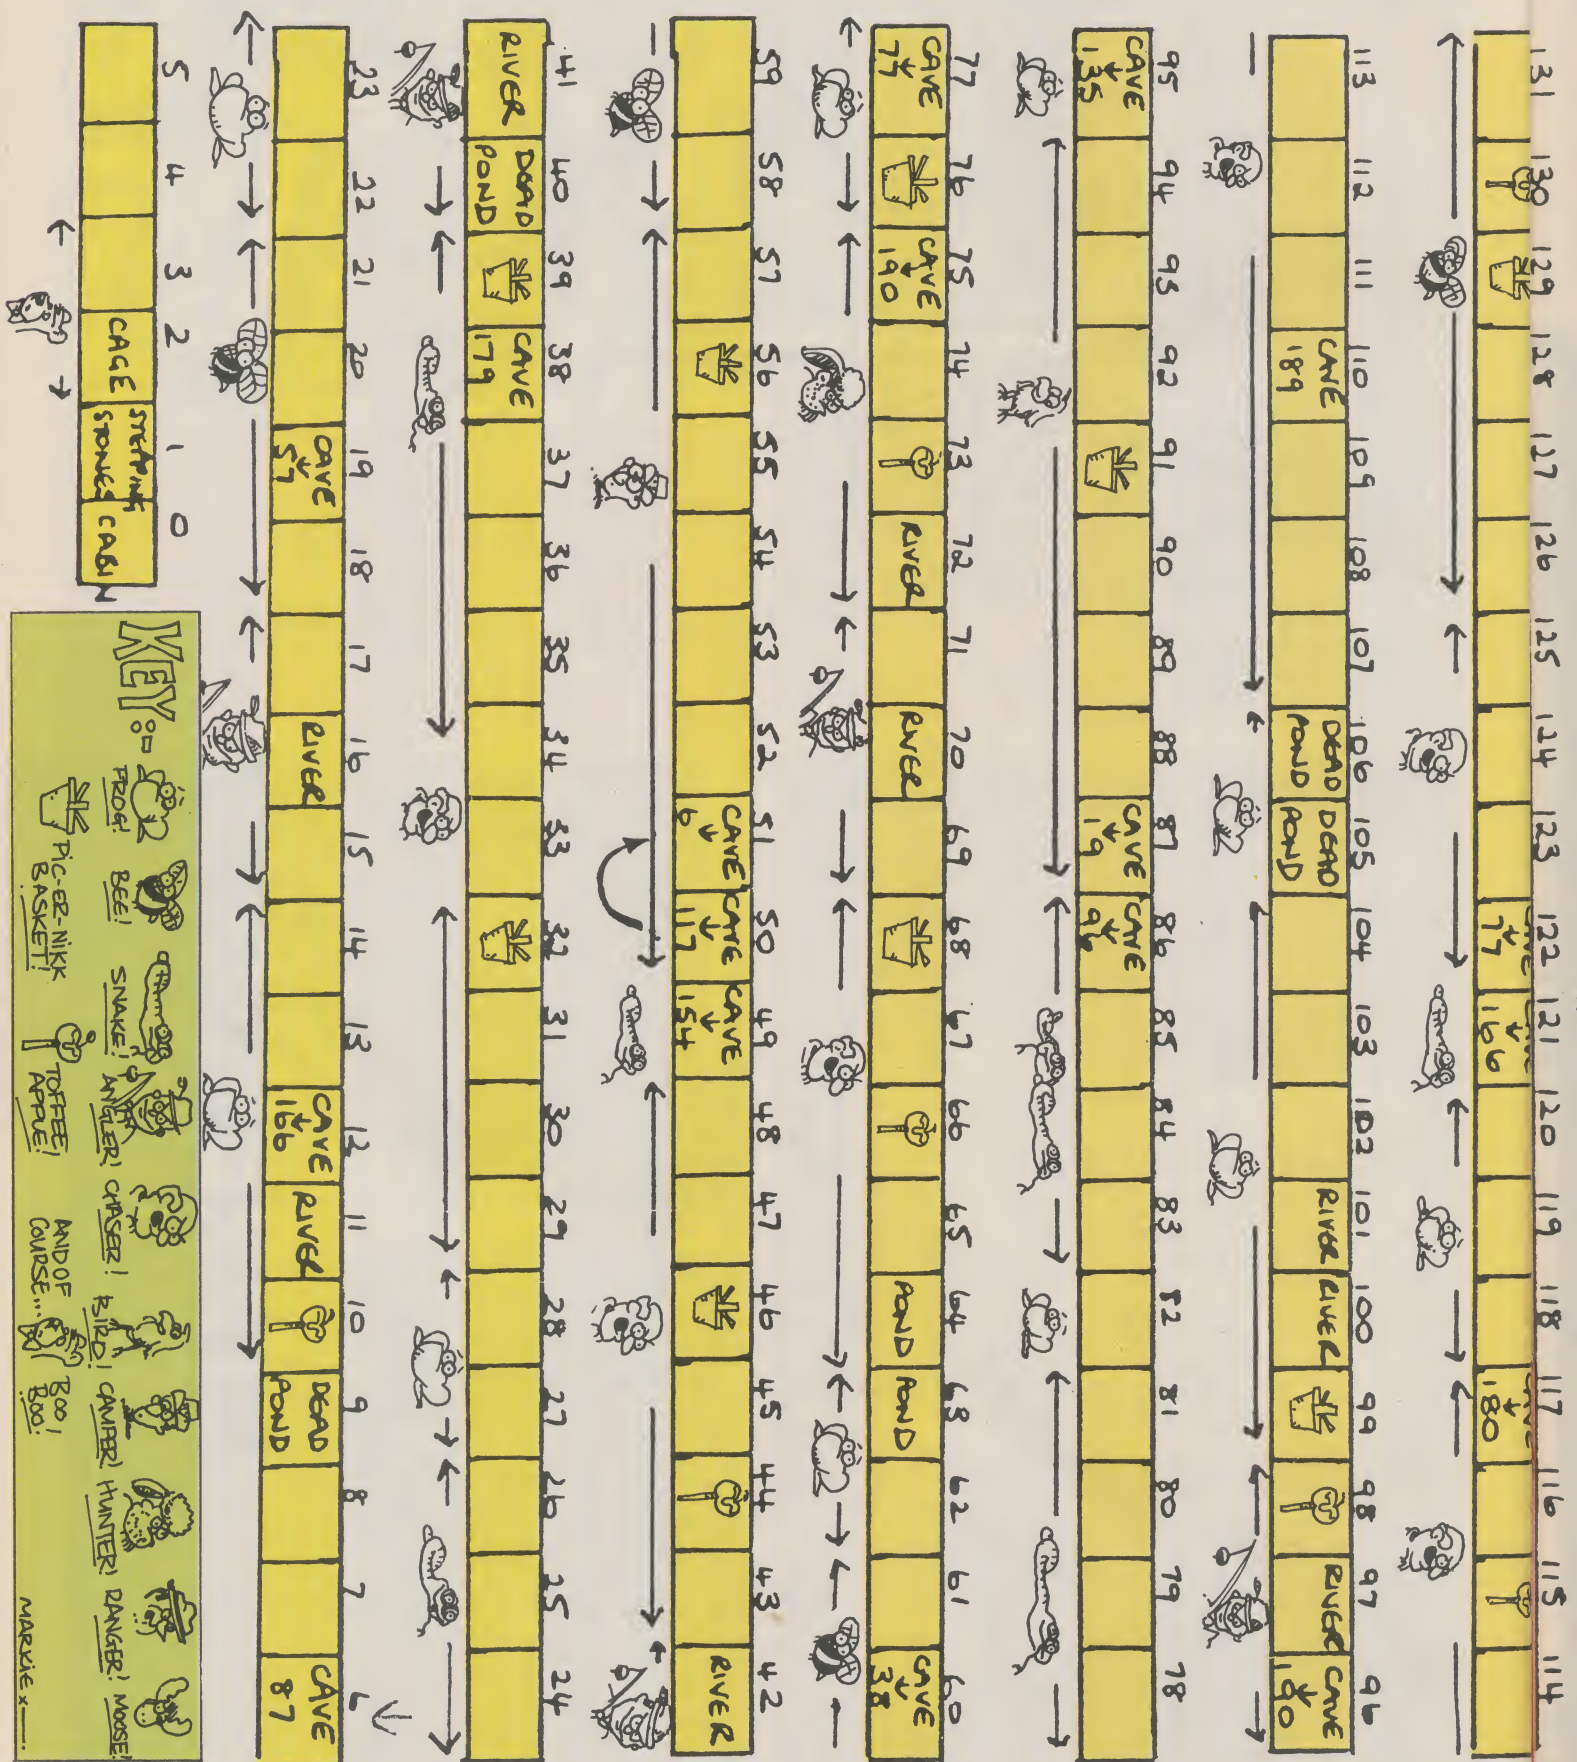 131 130 129 128 127 126 125 124 123 122 121 120 119 118 117 116 115 114
CAVE CAVE CAVE
77 166 180
113 112 111 110 109 108 107 106 105 104 103 102 101 100 99 98 97 96
CAVE DEAD DEAD RIVER RIVER RIVER CAVE
189 POND POND
95 94 93 92 91 90 89 88 87 86 85 84 83 82 81 80 79 78
CAVE CAVE CAVE
135 19 96
77 76 75 74 73 72 71 70 69 68 67 66 65 64 63 62 61 60
CAVE CAVE RIVER RIVER POND POND CAVE
77 190 38
59 58 57 56 55 54 53 52 51 50 49 48 47 46 45 44 43 42
CAVE CAVE CAVE RIVER
6 117 154
41 40 39 38 37 36 35 34 33 32 31 30 29 28 27 26 25 24
RIVER DEAD CAVE
POND 179
23 22 21 20 19 18 17 16 15 14 13 12 11 10 9 8 7 6
CAVE RIVER CAVE RIVER DEAD CAVE
57 166 POND 87
5 4 3 2 1 0
CAGE STEPPING CABIN
STONES
KEY:-
FROG! BEE! SNAKE! ANGLER! CHASER! BIRD! CAMPER! HUNTER! RANGER! MOOSE!
PIC-ER-NIKK
BASKET!
TOFFEE
APPLE!
AND OF
COURSE...
BOO!
BOO!
MARKIE x